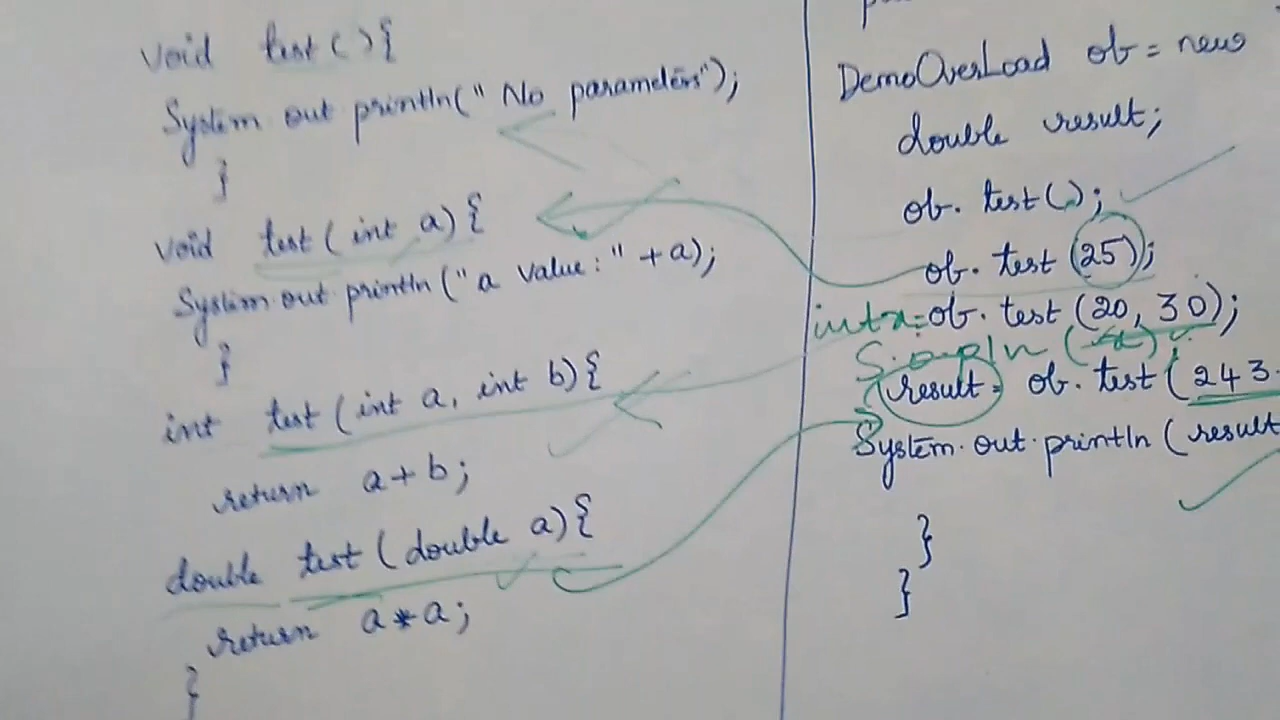 void test ( ) {
System out println(" No parameters");
}
void test ( int a) {
System out println (" a value : " + a);
}
int test ( int a, int b) {
return a + b ;
double test ( double a) {
return a * a ;
}
DemoOverLoad ob = new
double result;
ob. test ( );
ob. test (25);
int x = ob. test (20, 30);
S.o.pln ( x ) ;
result = ob. test ( 243.
System.out.println ( result
}
}